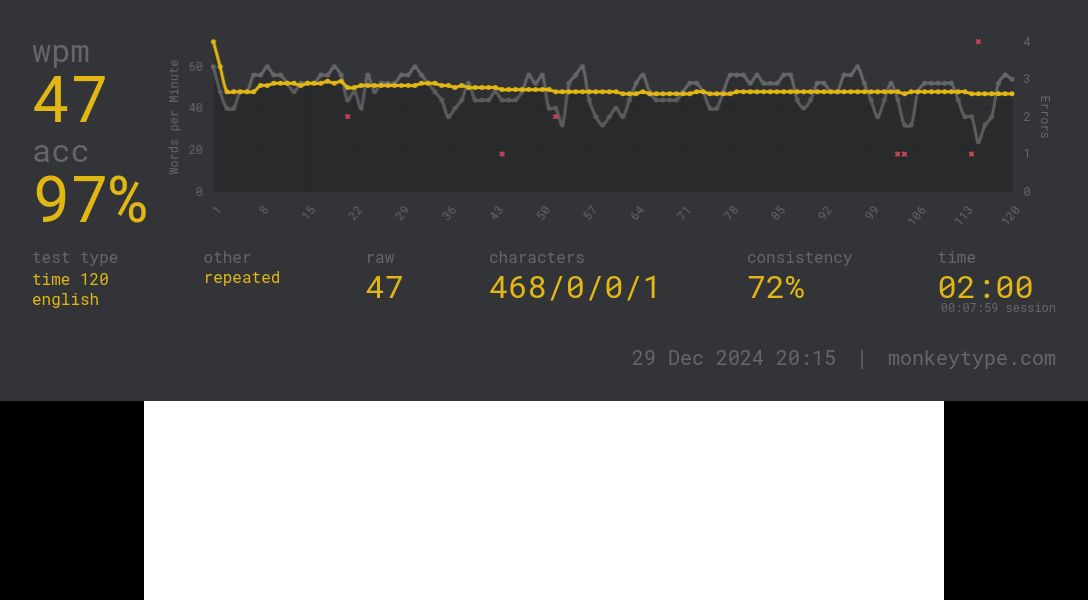 wpm
47
acc
97%
Words per Minute
60
40
20
0
4
3
2
1
0
Errors
1 8 15 22 29 36 43 50 57 64 71 78 85 92 99 106 113 120
test type
time 120
english
other
repeated
raw
47
characters
468/0/0/1
consistency
72%
time
02:00
00:07:59 session
29 Dec 2024 20:15 | monkeytype.com